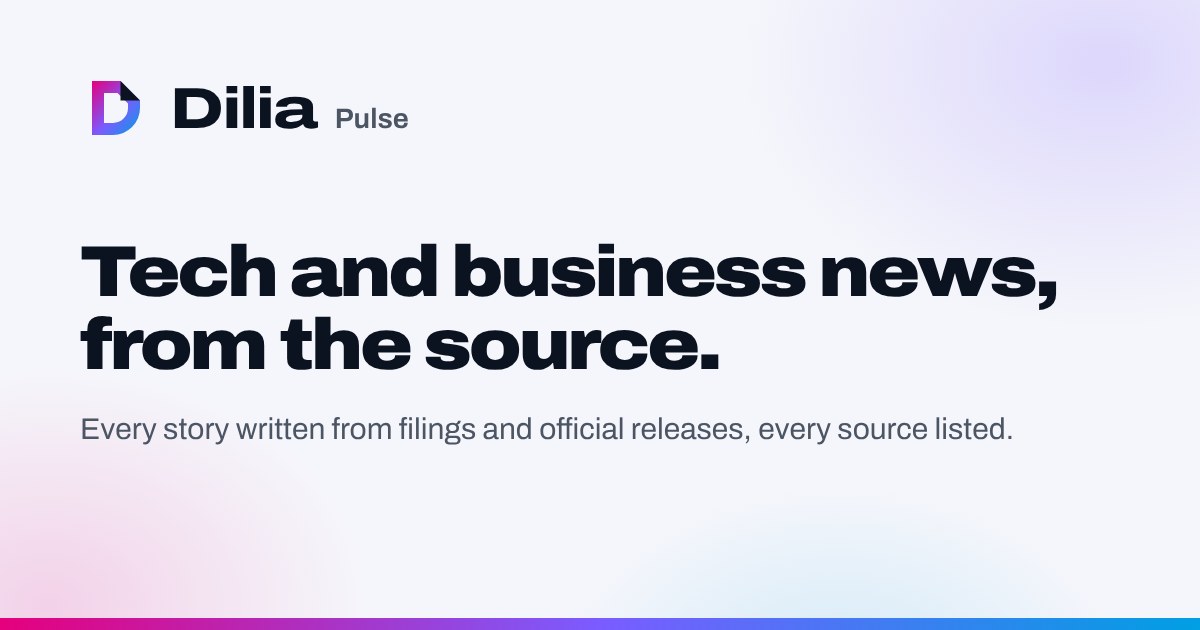 Dilia Pulse
Tech and business news,
from the source.
Every story written from filings and official releases, every source listed.